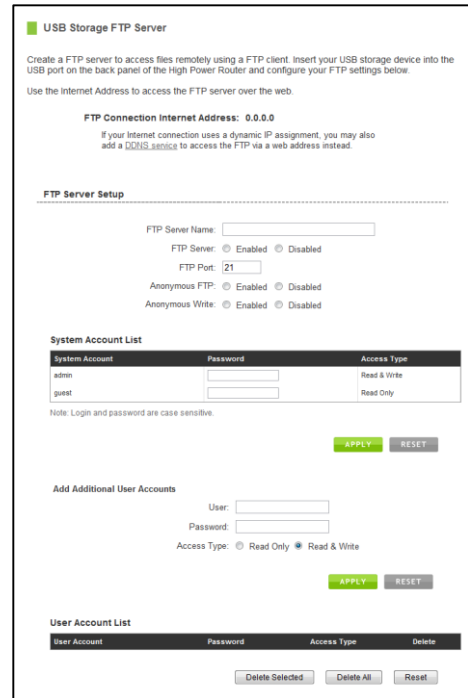 USB Storage FTP Server
Create a FTP server to access files remotely using a FTP client. Insert your USB storage device into the
USB port on the back panel of the High Power Router and configure your FTP settings below.
Use the Internet Address to access the FTP server over the web.
FTP Connection Internet Address: 0.0.0.0
If your Internet connection uses a dynamic IP assignment, you may also
add a DDNS service to access the FTP via a web address instead.
FTP Server Setup
FTP Server Name:
FTP Server: Enabled Disabled
FTP Port: 21
Anonymous FTP: Enabled Disabled
Anonymous Write: Enabled Disabled
System Account List
System Account Password Access Type
admin Read & Write
guest Read Only
Note: Login and password are case sensitive.
APPLY RESET
Add Additional User Accounts
User:
Password:
Access Type: Read Only Read & Write
APPLY RESET
User Account List
User Account Password Access Type Delete
Delete Selected Delete All Reset